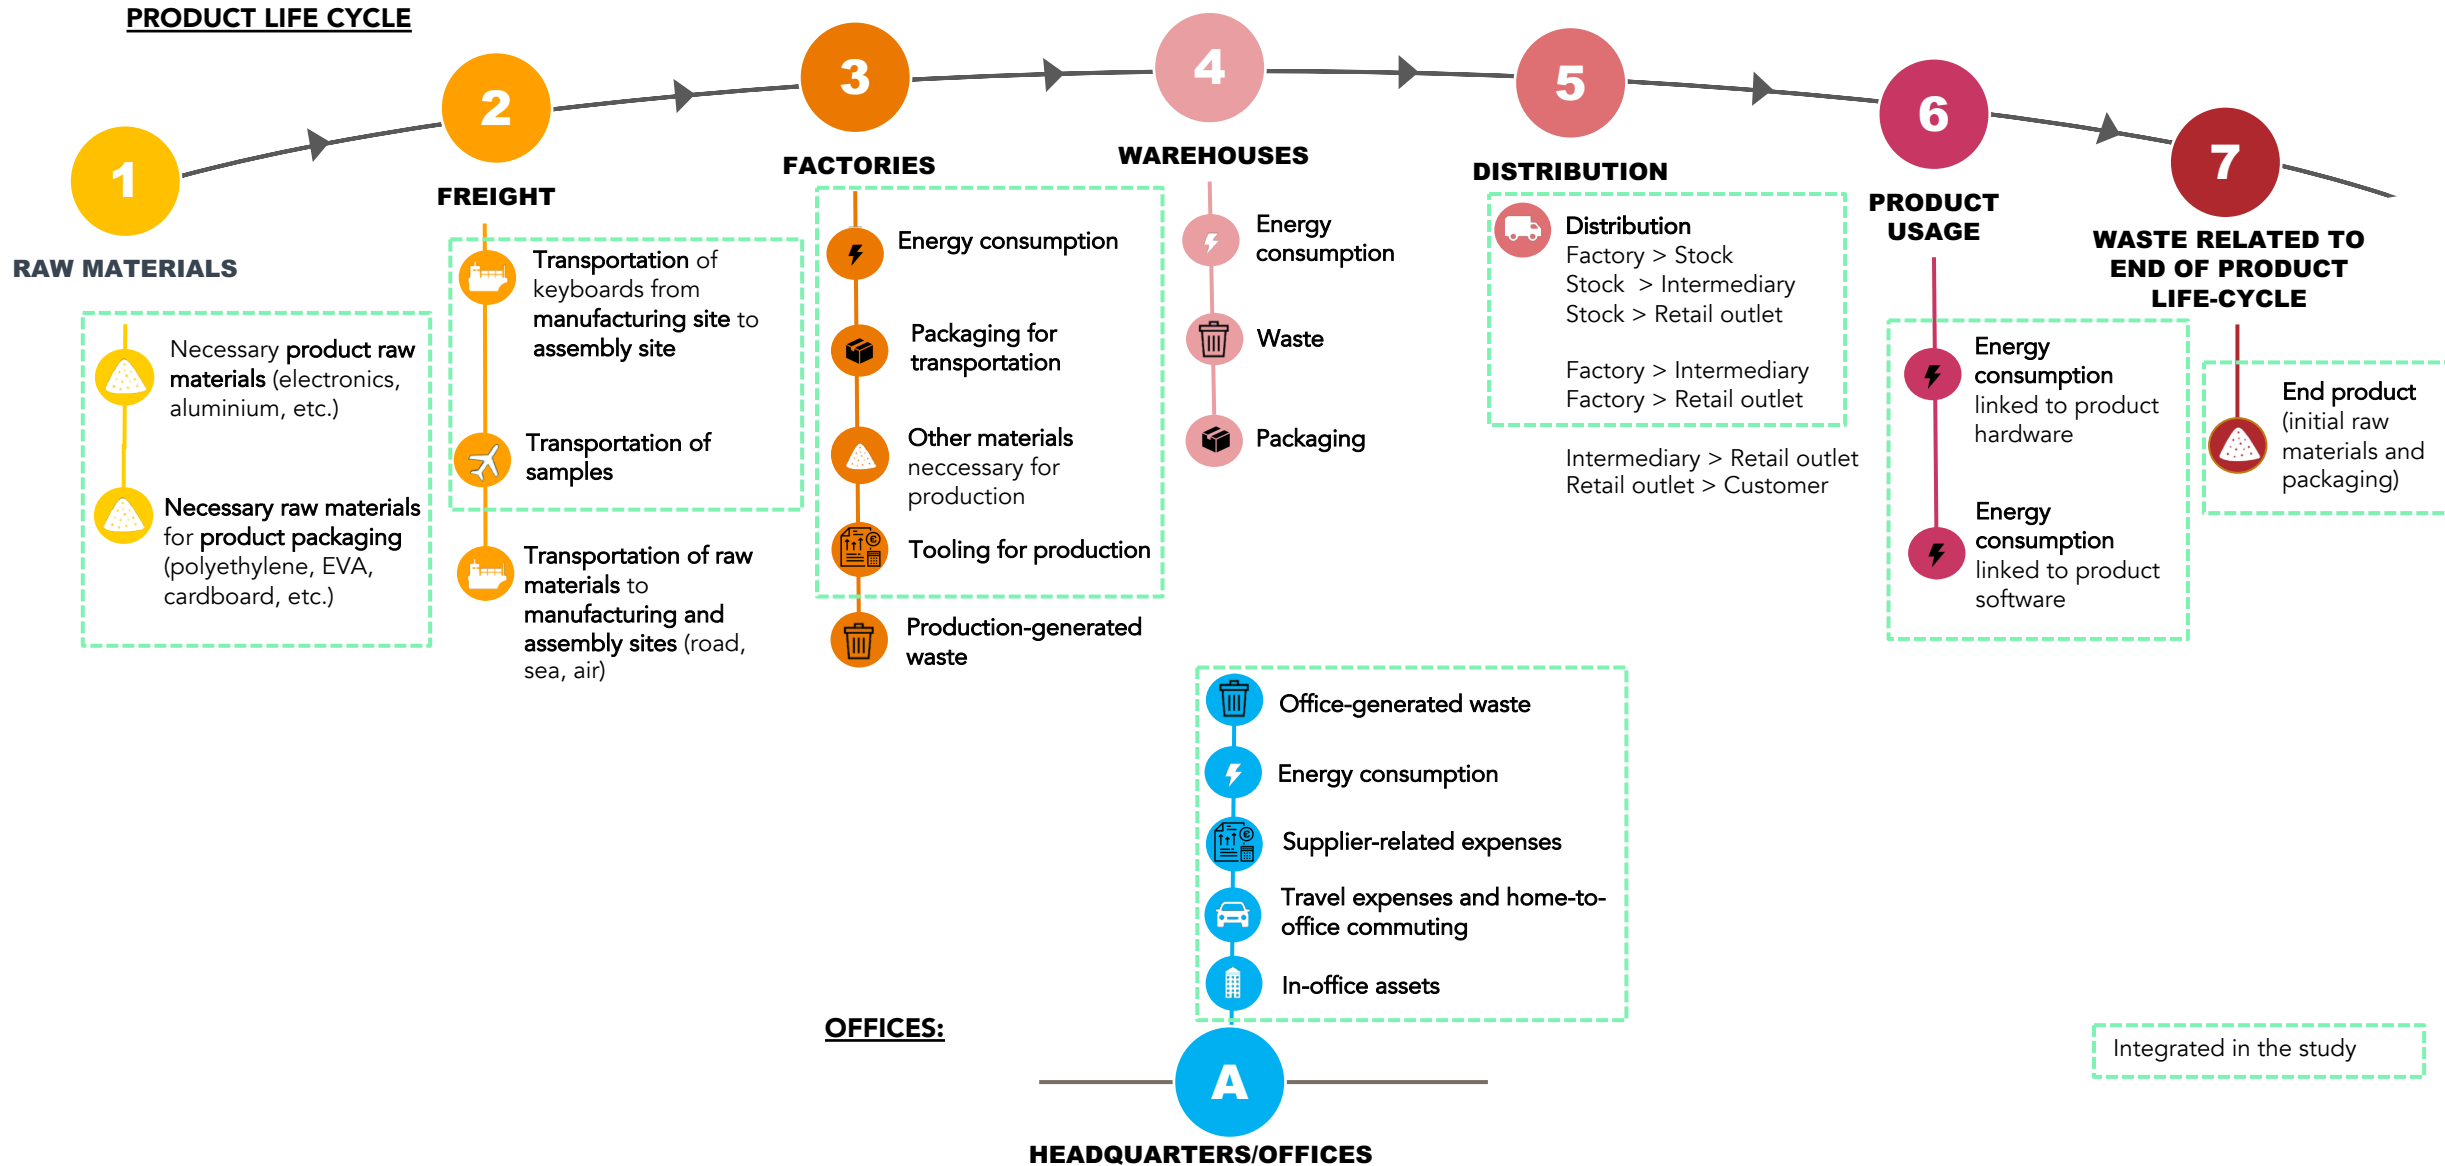 PRODUCT LIFE CYCLE
1
RAW MATERIALS
Necessary product raw
materials (electronics,
aluminium, etc.)
Necessary raw materials
for product packaging
(polyethylene, EVA,
cardboard, etc.)
2
FREIGHT
Transportation of
keyboards from
manufacturing site to
assembly site
Transportation of
samples
Transportation of raw
materials to
manufacturing and
assembly sites (road,
sea, air)
3
FACTORIES
Energy consumption
Packaging for
transportation
Other materials
neccessary for
production
Tooling for production
Production-generated
waste
4
WAREHOUSES
Energy
consumption
Waste
Packaging
5
DISTRIBUTION
Distribution
Factory > Stock
Stock > Intermediary
Stock > Retail outlet
Factory > Intermediary
Factory > Retail outlet
Intermediary > Retail outlet
Retail outlet > Customer
6
PRODUCT
USAGE
Energy
consumption
linked to product
hardware
Energy
consumption
linked to product
software
7
WASTE RELATED TO
END OF PRODUCT
LIFE-CYCLE
End product
(initial raw
materials and
packaging)
Office-generated waste
Energy consumption
Supplier-related expenses
Travel expenses and home-to-
office commuting
In-office assets
OFFICES:
A
HEADQUARTERS/OFFICES
Integrated in the study